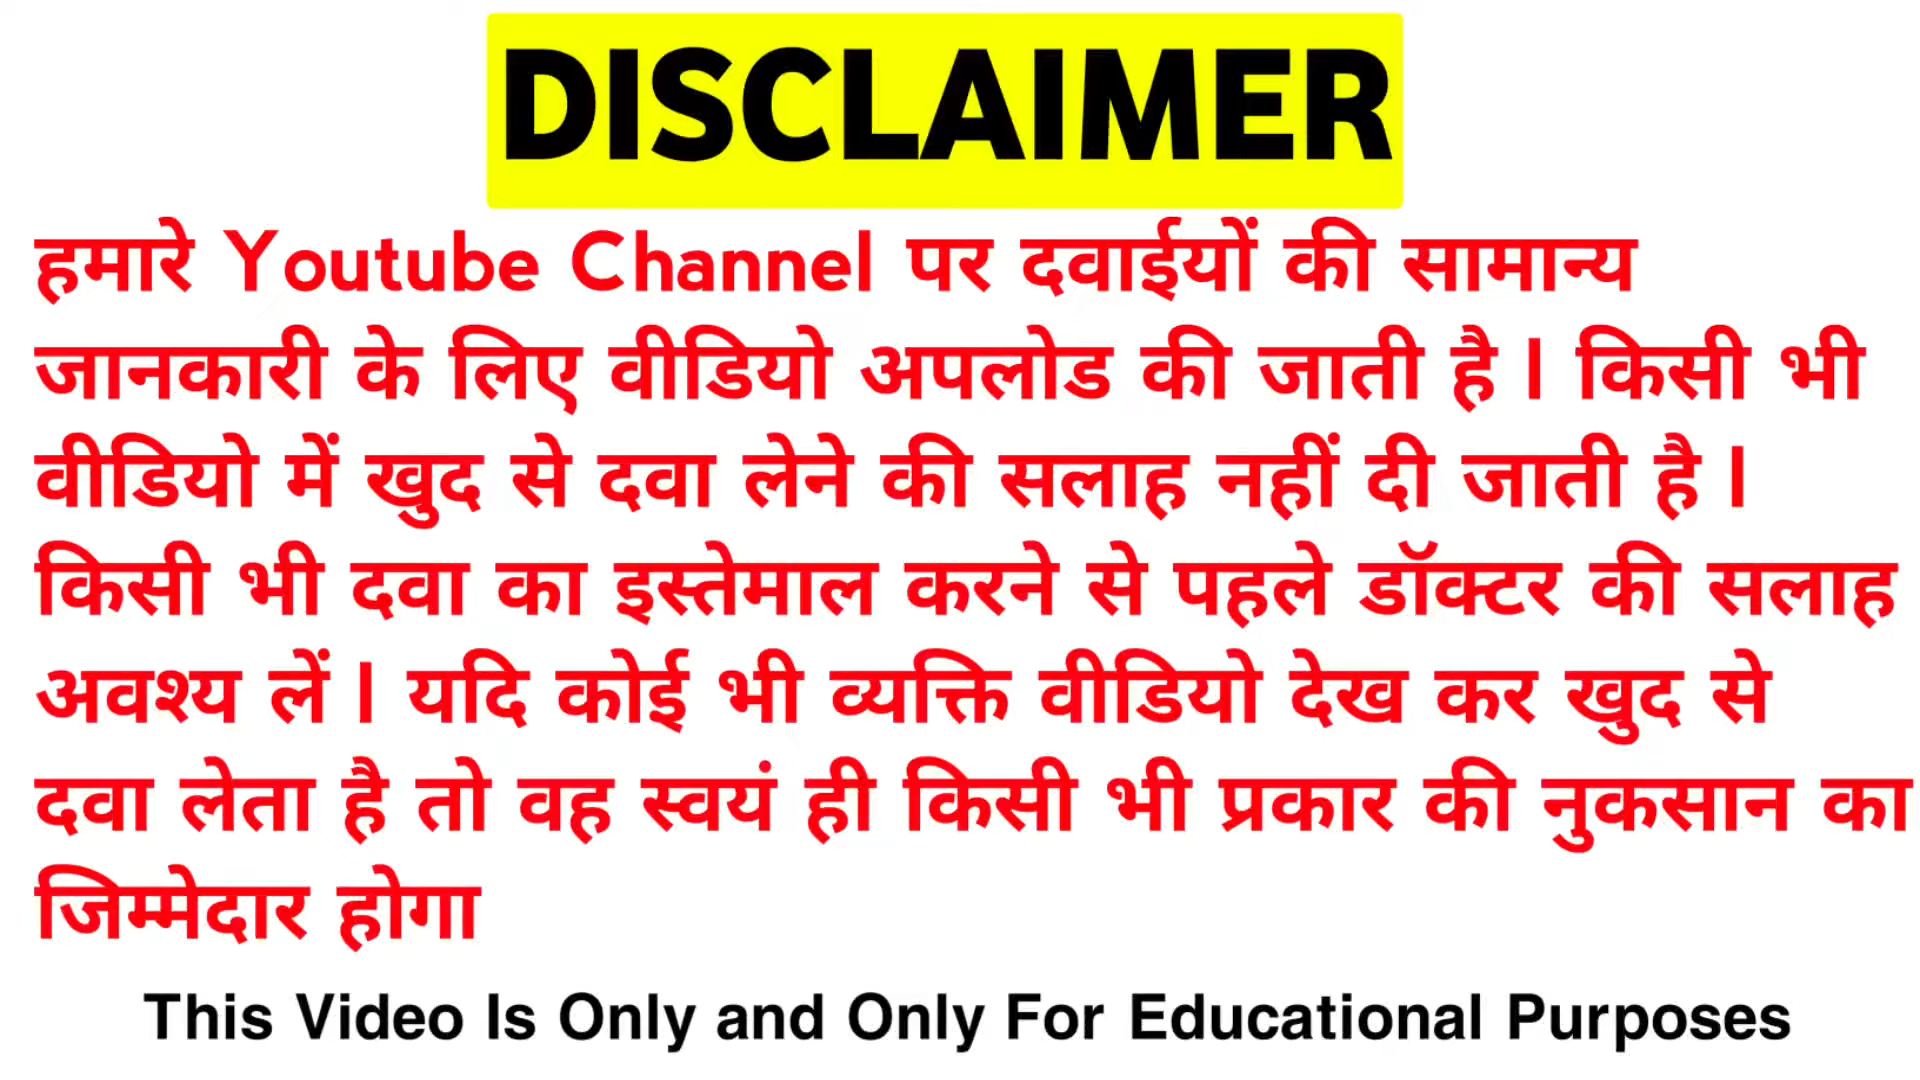 DISCLAIMER
हमारे Youtube Channel पर दवाईयों की सामान्य
जानकारी के लिए वीडियो अपलोड की जाती है । किसी भी
वीडियो में खुद से दवा लेने की सलाह नहीं दी जाती है ।
किसी भी दवा का इस्तेमाल करने से पहले डॉक्टर की सलाह
अवश्य लें । यदि कोई भी व्यक्ति वीडियो देख कर खुद से
दवा लेता है तो वह स्वयं ही किसी भी प्रकार की नुकसान का
जिम्मेदार होगा
This Video Is Only and Only For Educational Purposes